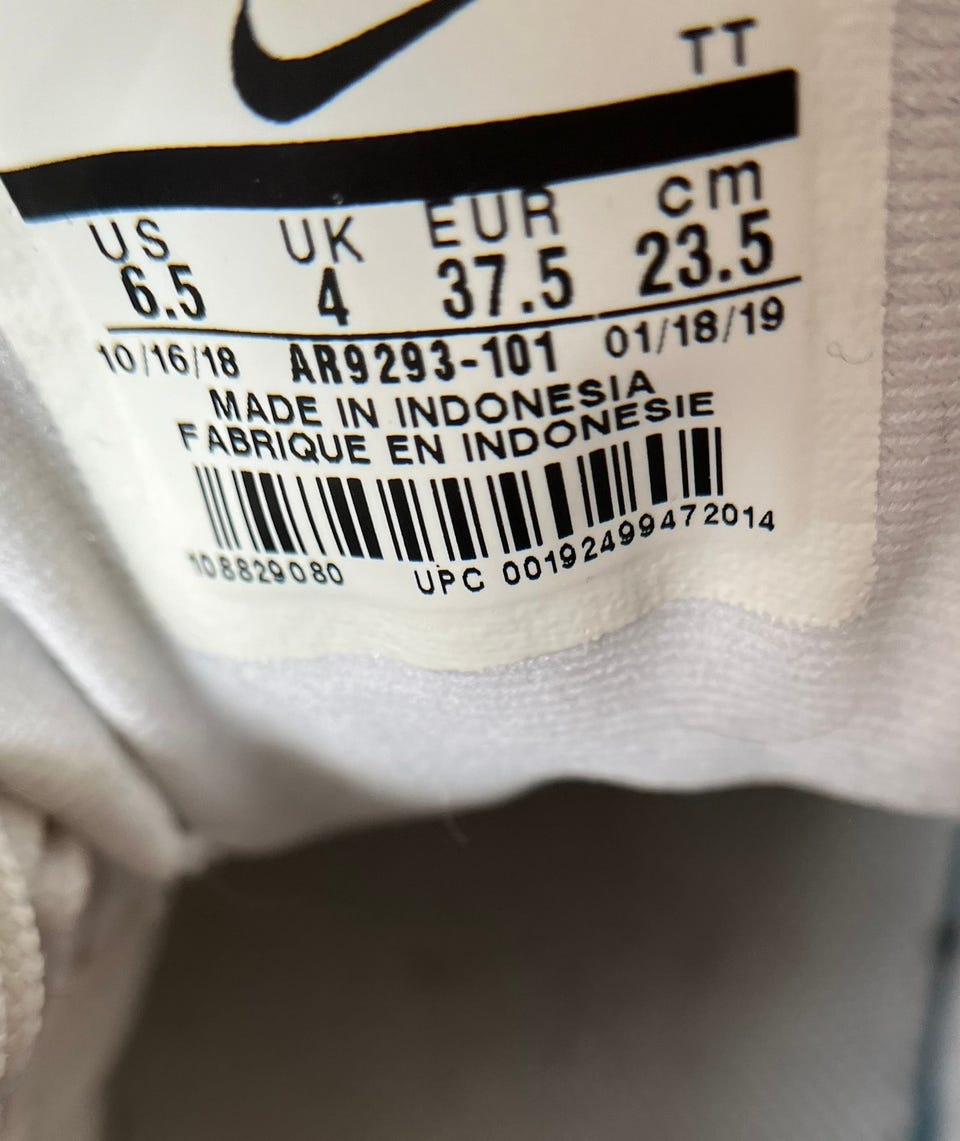 TT
US UK EUR cm
6.5 4 37.5 23.5
10/16/18 AR9293-101 01/18/19
MADE IN INDONESIA
FABRIQUE EN INDONESIE
108829080 UPC 00192499472014